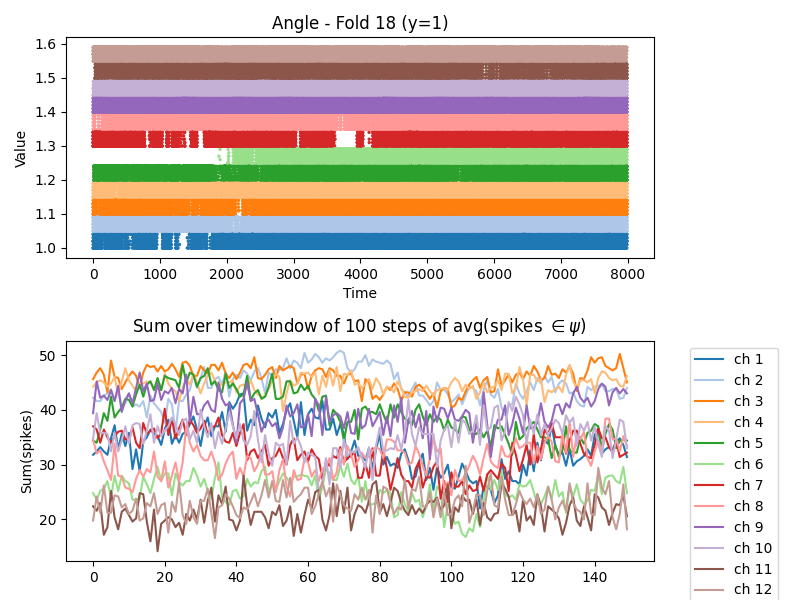 Angle - Fold 18 (y=1)
1.6
1.5
1.4
1.3
1.2
1.1
1.0
Value
0 1000 2000 3000 4000 5000 6000 7000 8000
Time
Sum over timewindow of 100 steps of avg(spikes ∈ ψ)
50
40
30
20
Sum(spikes)
0 20 40 60 80 100 120 140
ch 1
ch 2
ch 3
ch 4
ch 5
ch 6
ch 7
ch 8
ch 9
ch 10
ch 11
ch 12